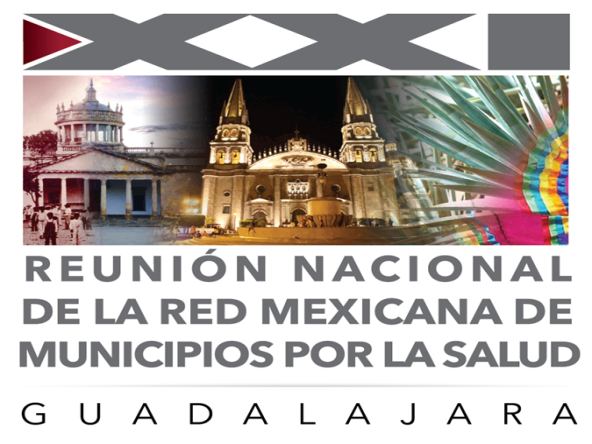 XXI
REUNIÓN NACIONAL
DE LA RED MEXICANA DE
MUNICIPIOS POR LA SALUD
GUADALAJARA